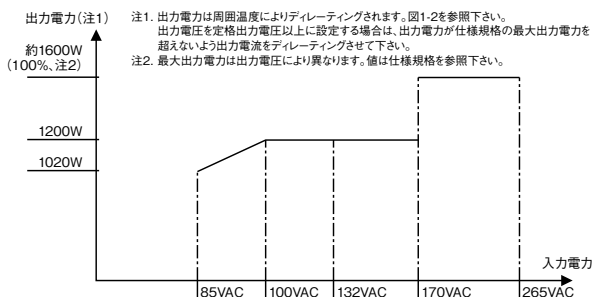 出力電力(注1)
注1. 出力電力は周囲温度によりディレーティングされます。図1-2を参照下さい。
出力電圧を定格出力電圧以上に設定する場合は、出力電力が仕様規格の最大出力電力を
超えないよう出力電流をディレーティングさせて下さい。
注2. 最大出力電力は出力電圧により異なります。値は仕様規格を参照下さい。
約1600W
(100%、注2)
1200W
1020W
入力電力
85VAC
100VAC
132VAC
170VAC
265VAC